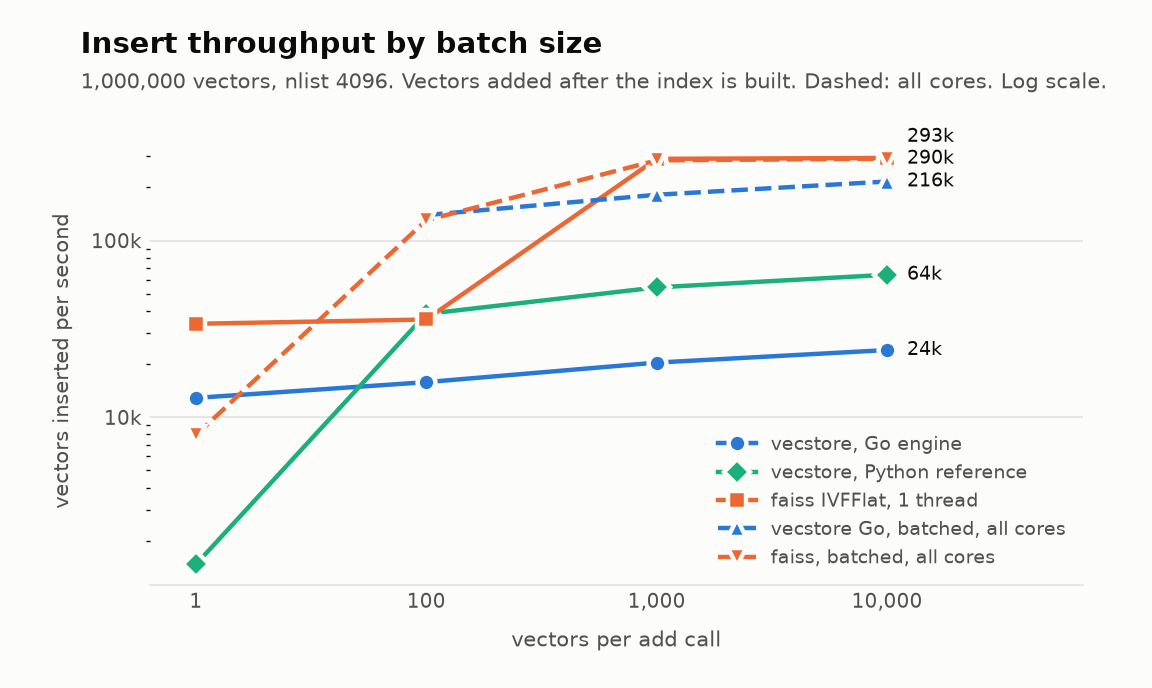 Insert throughput by batch size
1,000,000 vectors, nlist 4096. Vectors added after the index is built. Dashed: all cores. Log scale.
293k
290k
216k
100k
64k
24k
10k
vectors inserted per second
vecstore, Go engine
vecstore, Python reference
faiss IVFFlat, 1 thread
vecstore Go, batched, all cores
faiss, batched, all cores
1 100 1,000 10,000
vectors per add call